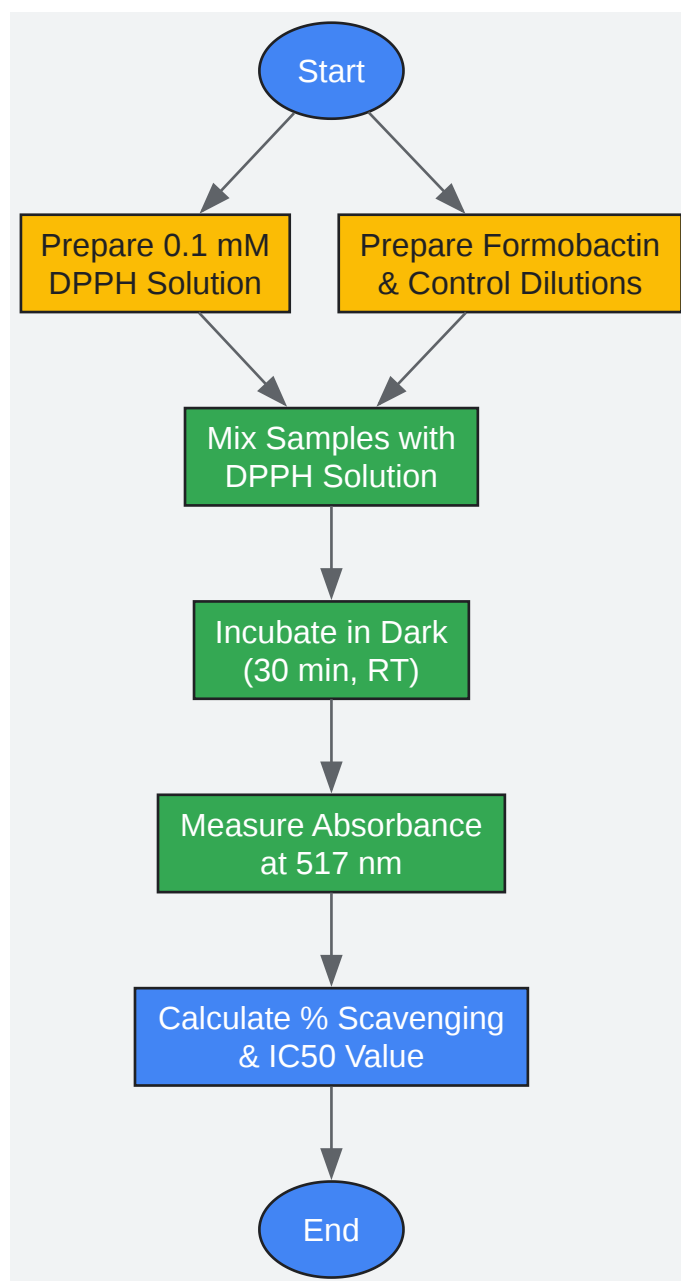 Start
Prepare 0.1 mM
DPPH Solution
Prepare Formobactin
& Control Dilutions
Mix Samples with
DPPH Solution
Incubate in Dark
(30 min, RT)
Measure Absorbance
at 517 nm
Calculate % Scavenging
& IC50 Value
End